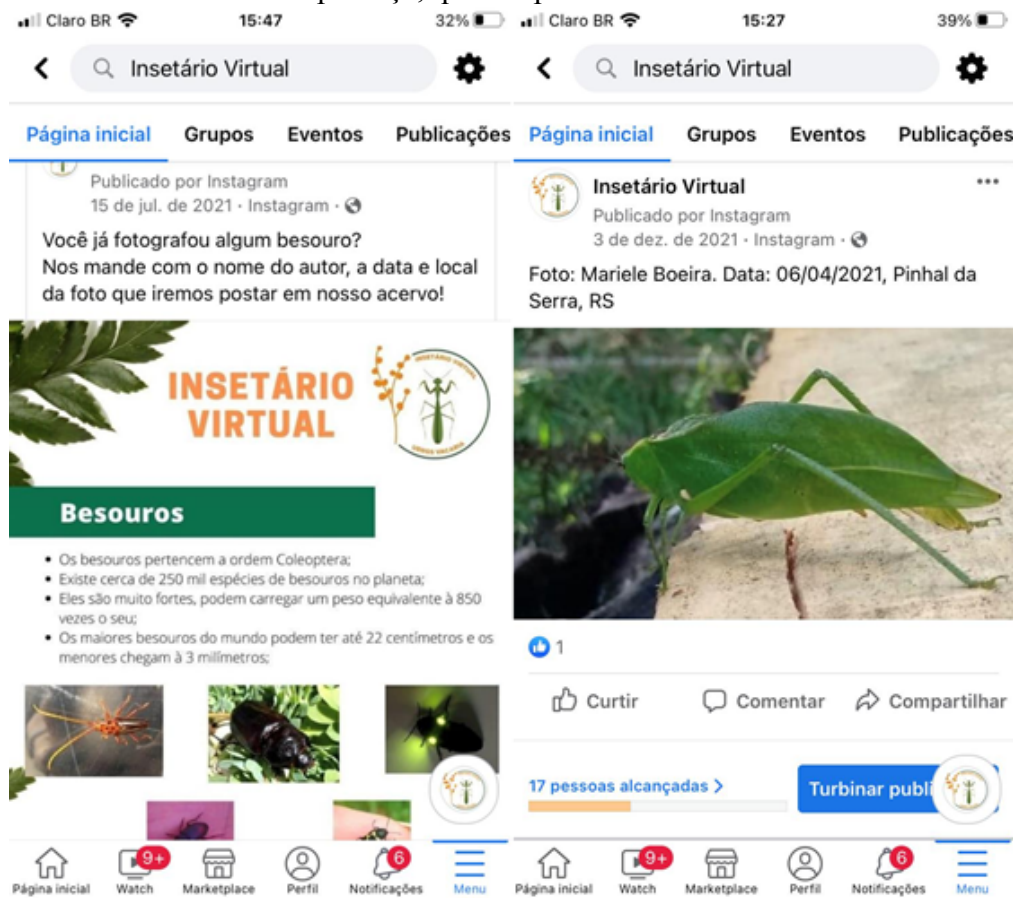 Claro BR 15:47 32%
Insetário Virtual
Página inicial Grupos Eventos Publicações
Publicado por Instagram
15 de jul. de 2021 · Instagram ·
Você já fotografou algum besouro?
Nos mande com o nome do autor, a data e local
da foto que iremos postar em nosso acervo!
INSETÁRIO
VIRTUAL
INSETÁRIO VIRTUAL
UERGS VACARIA
Besouros
• Os besouros pertencem a ordem Coleoptera;
• Existe cerca de 250 mil espécies de besouros no planeta;
• Eles são muito fortes, podem carregar um peso equivalente à 850
vezes o seu;
• Os maiores besouros do mundo podem ter até 22 centímetros e os
menores chegam à 3 milímetros;
9+ 6
Página inicial Watch Marketplace Perfil Notificações Menu
Claro BR 15:27 39%
Insetário Virtual
Página inicial Grupos Eventos Publicações
Insetário Virtual
Publicado por Instagram
3 de dez. de 2021 · Instagram ·
Foto: Mariele Boeira. Data: 06/04/2021, Pinhal da
Serra, RS
1
Curtir Comentar Compartilhar
17 pessoas alcançadas >
Turbinar publi
9+ 6
Página inicial Watch Marketplace Perfil Notificações Menu